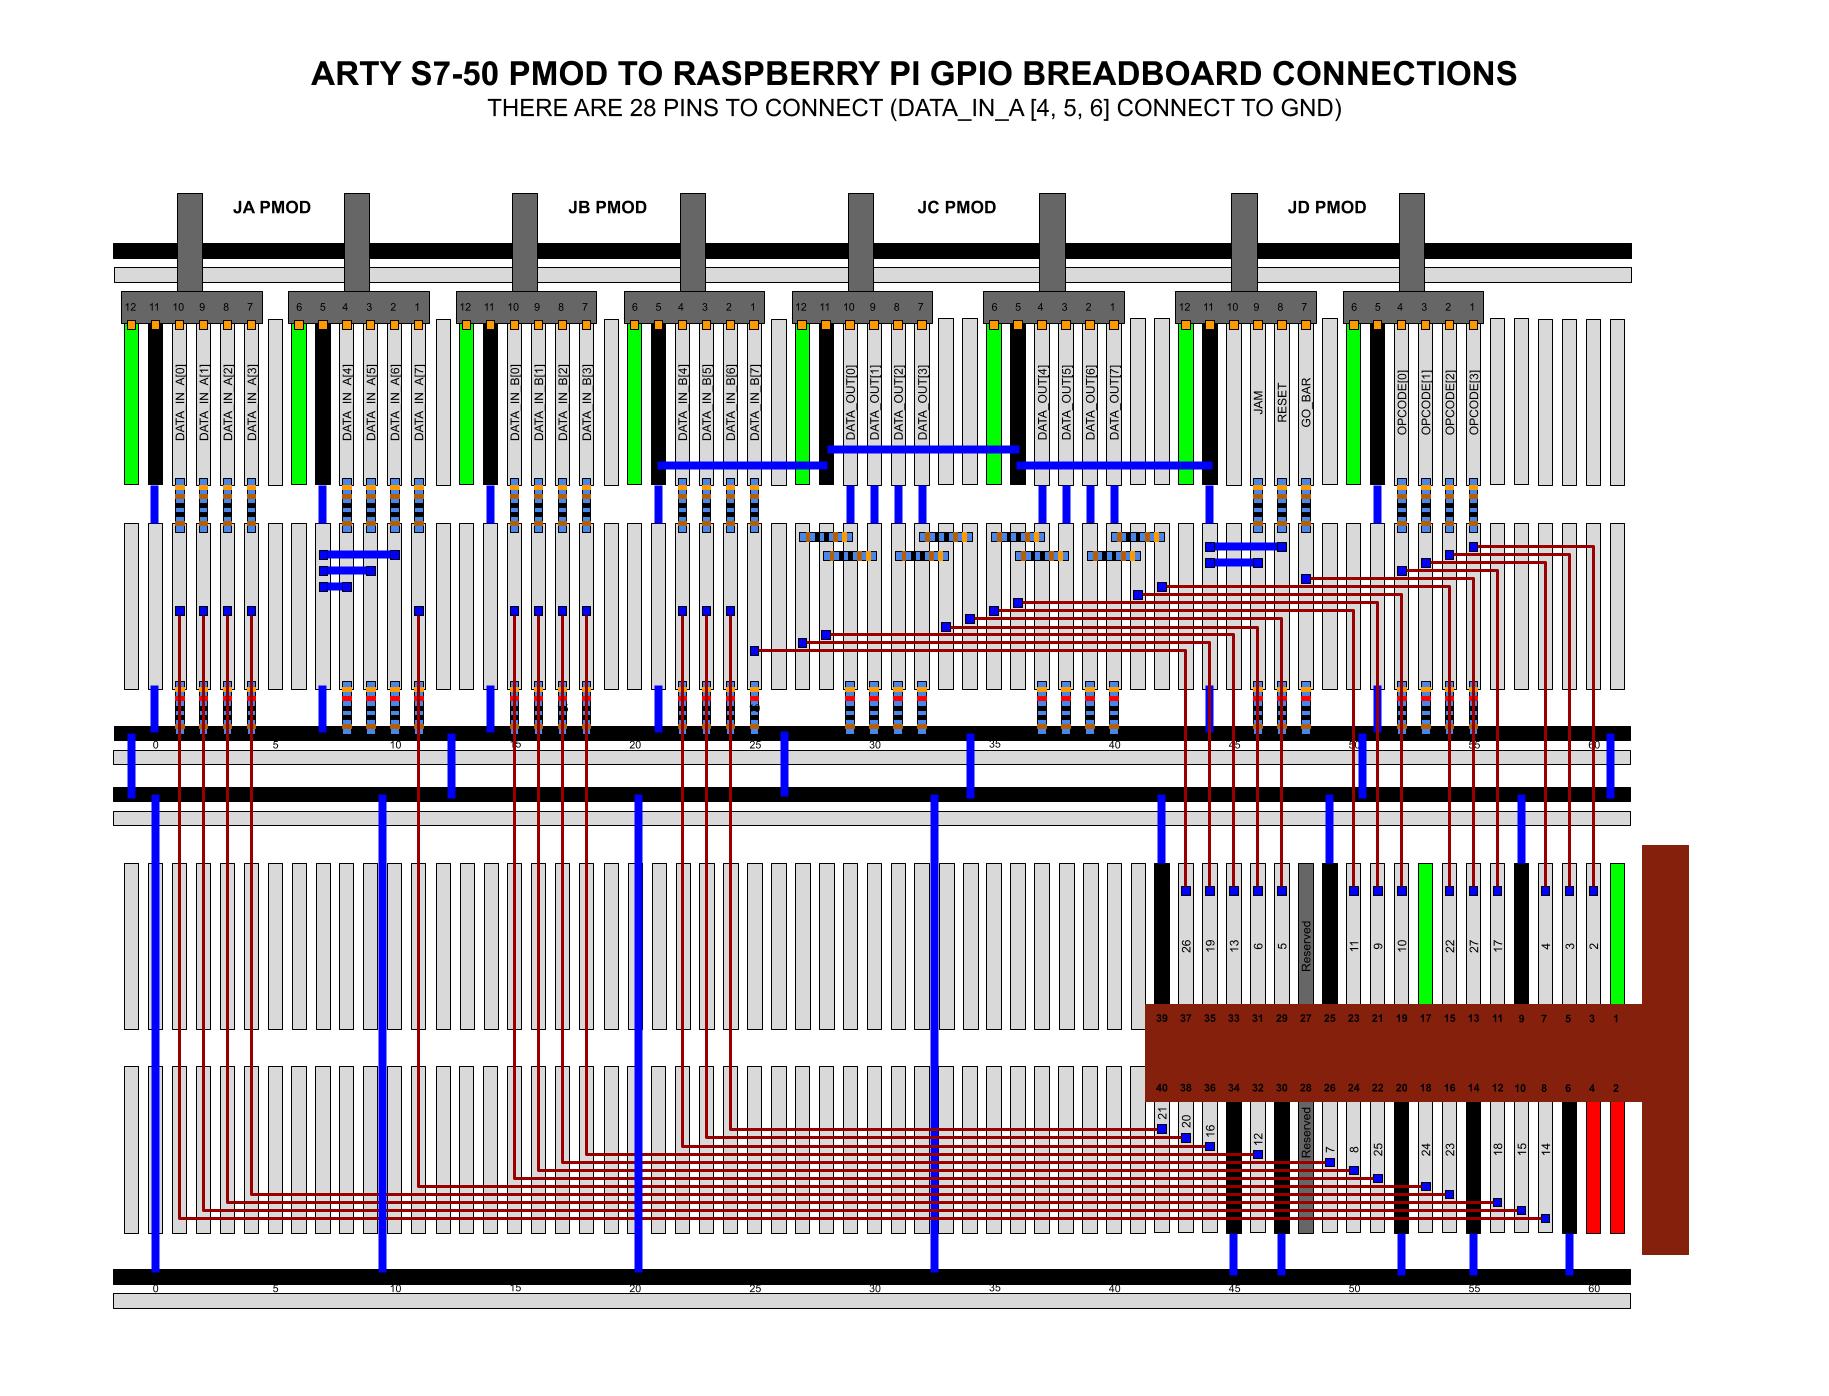 ARTY S7-50 PMOD TO RASPBERRY PI GPIO BREADBOARD CONNECTIONS
THERE ARE 28 PINS TO CONNECT (DATA_IN_A [4, 5, 6] CONNECT TO GND)
JA PMOD JB PMOD JC PMOD JD PMOD
12 11 10 9 8 7 6 5 4 3 2 1 12 11 10 9 8 7 6 5 4 3 2 1 12 11 10 9 8 7 6 5 4 3 2 1 12 11 10 9 8 7 6 5 4 3 2 1
DATA_IN_A[0]
DATA_IN_A[1]
DATA_IN_A[2]
DATA_IN_A[3]
DATA_IN_A[4]
DATA_IN_A[5]
DATA_IN_A[6]
DATA_IN_A[7]
DATA_IN_B[0]
DATA_IN_B[1]
DATA_IN_B[2]
DATA_IN_B[3]
DATA_IN_B[4]
DATA_IN_B[5]
DATA_IN_B[6]
DATA_IN_B[7]
DATA_OUT[0]
DATA_OUT[1]
DATA_OUT[2]
DATA_OUT[3]
DATA_OUT[4]
DATA_OUT[5]
DATA_OUT[6]
DATA_OUT[7]
JAM
RESET
GO_BAR
OPCODE[0]
OPCODE[1]
OPCODE[2]
OPCODE[3]
0 5 10 15 20 25 30 35 40 45 50 55 60
26 19 13 6 5 Reserved 11 9 10 22 27 17 4 3 2
39 37 35 33 31 29 27 25 23 21 19 17 15 13 11 9 7 5 3 1
40 38 36 34 32 30 28 26 24 22 20 18 16 14 12 10 8 6 4 2
21 20 16 12 Reserved 7 8 25 24 23 18 15 14
0 5 10 15 20 25 30 35 40 45 50 55 60